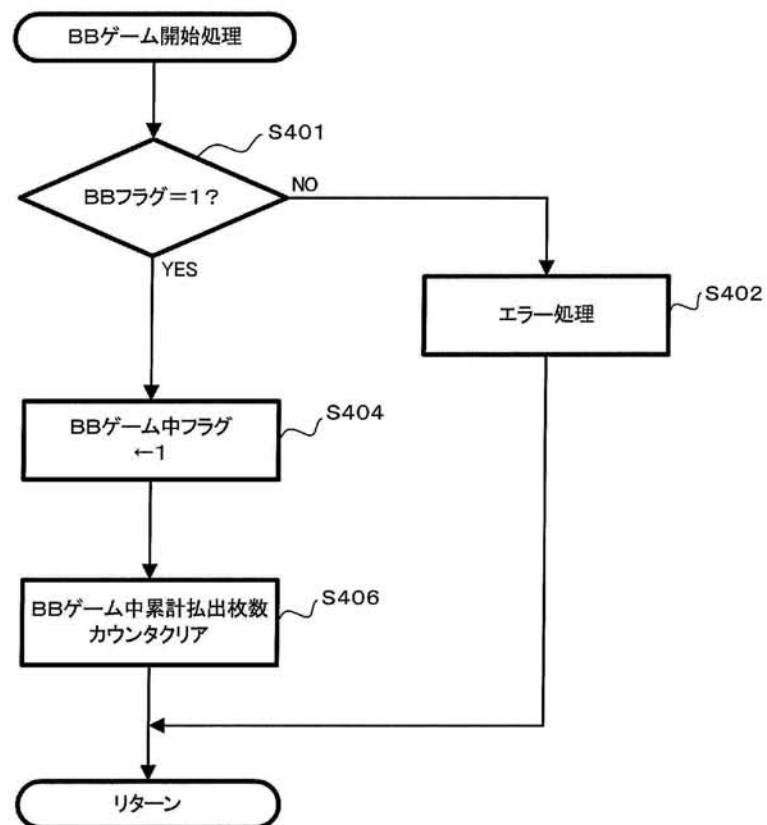 BBゲーム開始処理
S401
BBフラグ=1?
NO
YES
エラー処理
S402
BBゲーム中フラグ
←1
S404
BBゲーム中累計払出枚数
カウンタクリア
S406
リターン